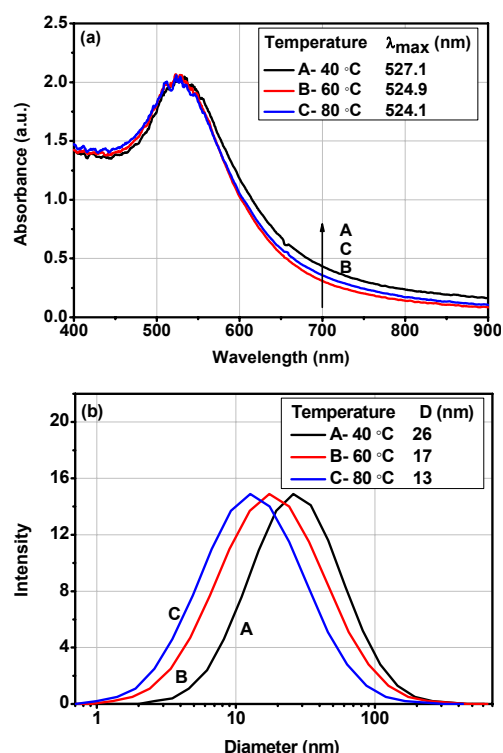 (a)
Temperature λmax (nm)
A- 40 °C 527.1
B- 60 °C 524.9
C- 80 °C 524.1
2.5
2.0
1.5
1.0
0.5
0.0
Absorbance (a.u.)
A
C
B
400 500 600 700 800 900
Wavelength (nm)
(b)
Temperature D (nm)
A- 40 °C 26
B- 60 °C 17
C- 80 °C 13
20
16
12
8
4
0
Intensity
C
A
B
1 10 100
Diameter (nm)